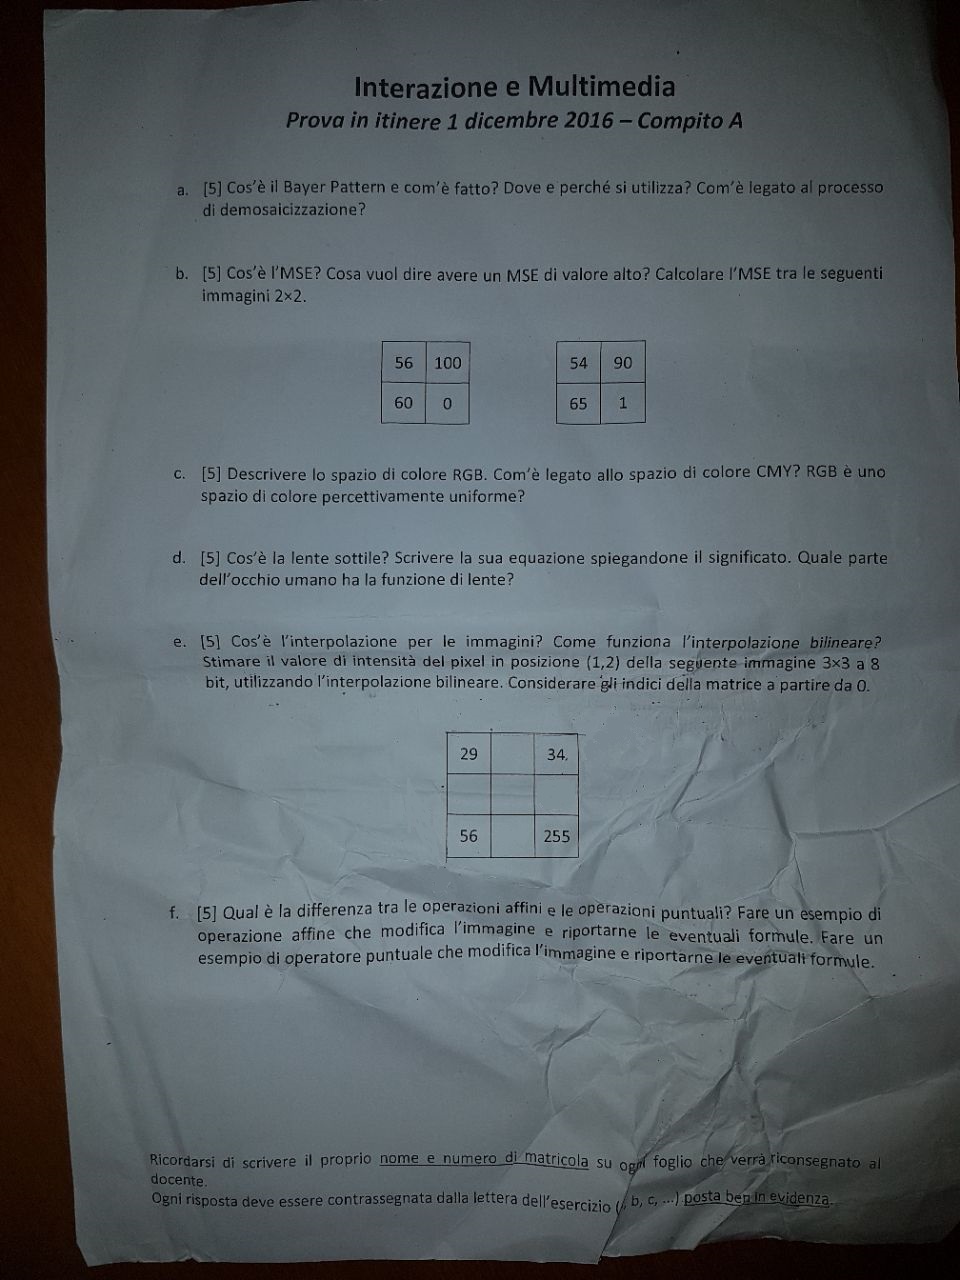 Interazione e Multimedia
Prova in itinere 1 dicembre 2016 – Compito A
a. [5] Cos'è il Bayer Pattern e com'è fatto? Dove e perché si utilizza? Com'è legato al processo
di demosaicizzazione?
b. [5] Cos'è l'MSE? Cosa vuol dire avere un MSE di valore alto? Calcolare l'MSE tra le seguenti
immagini 2×2.
56 100 54 90
60 0 65 1
c. [5] Descrivere lo spazio di colore RGB. Com'è legato allo spazio di colore CMY? RGB è uno
spazio di colore percettivamente uniforme?
d. [5] Cos'è la lente sottile? Scrivere la sua equazione spiegandone il significato. Quale parte
dell'occhio umano ha la funzione di lente?
e. [5] Cos'è l'interpolazione per le immagini? Come funziona l'interpolazione bilineare?
Stimare il valore di intensità del pixel in posizione (1,2) della seguente immagine 3×3 a 8
bit, utilizzando l'interpolazione bilineare. Considerare gli indici della matrice a partire da 0.
29 34
56 255
f. [5] Qual è la differenza tra le operazioni affini e le operazioni puntuali? Fare un esempio di
operazione affine che modifica l'immagine e riportarne le eventuali formule. Fare un
esempio di operatore puntuale che modifica l'immagine e riportarne le eventuali formule.
Ricordarsi di scrivere il proprio nome e numero di matricola su ogni foglio che verrà riconsegnato al
docente.
Ogni risposta deve essere contrassegnata dalla lettera dell'esercizio ( , b, c, ...) posta ben in evidenza.